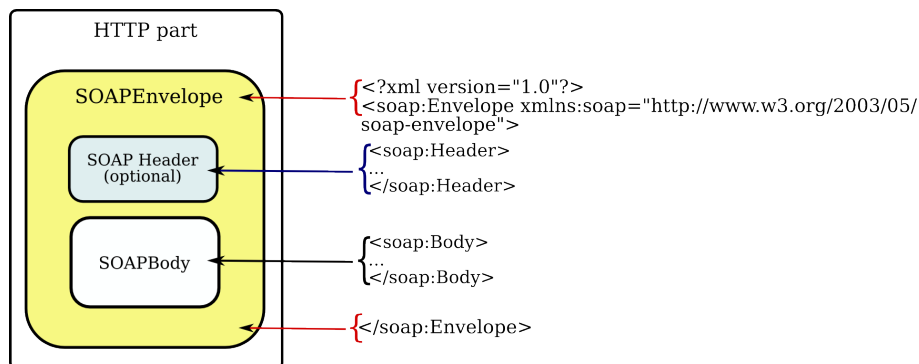 HTTP part
SOAPEnvelope
SOAP Header
(optional)
SOAPBody
<?xml version="1.0"?>
<soap:Envelope xmlns:soap="http://www.w3.org/2003/05/
soap-envelope">
<soap:Header>
...
</soap:Header>
<soap:Body>
...
</soap:Body>
</soap:Envelope>